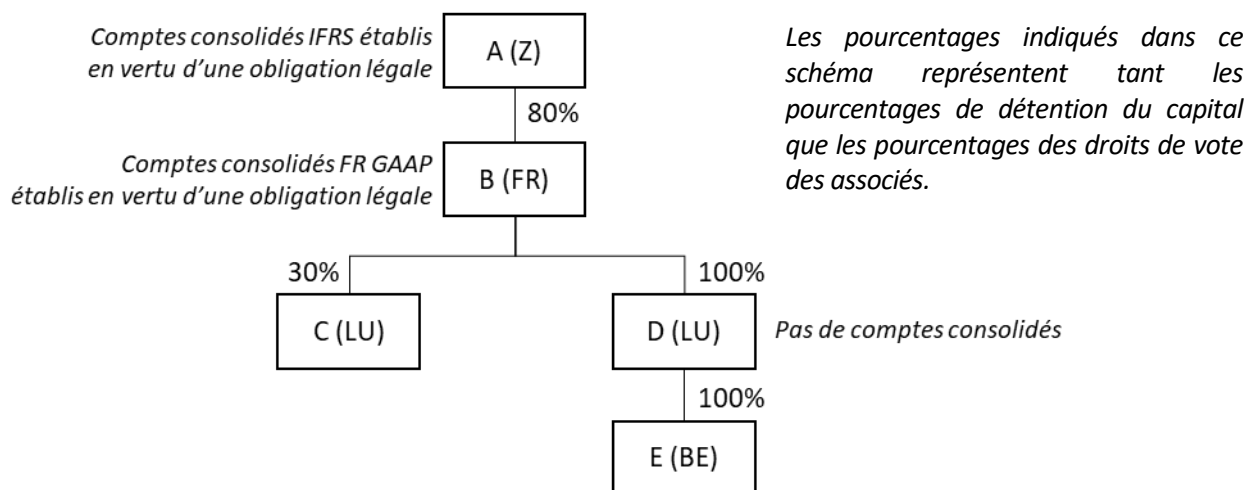 Comptes consolidés IFRS établis
en vertu d'une obligation légale
A (Z)
Les pourcentages indiqués dans ce
schéma représentent tant les
pourcentages de détention du capital
que les pourcentages des droits de vote
des associés.
80%
Comptes consolidés FR GAAP
établis en vertu d'une obligation légale
B (FR)
30%
100%
C (LU)
D (LU)
Pas de comptes consolidés
100%
E (BE)